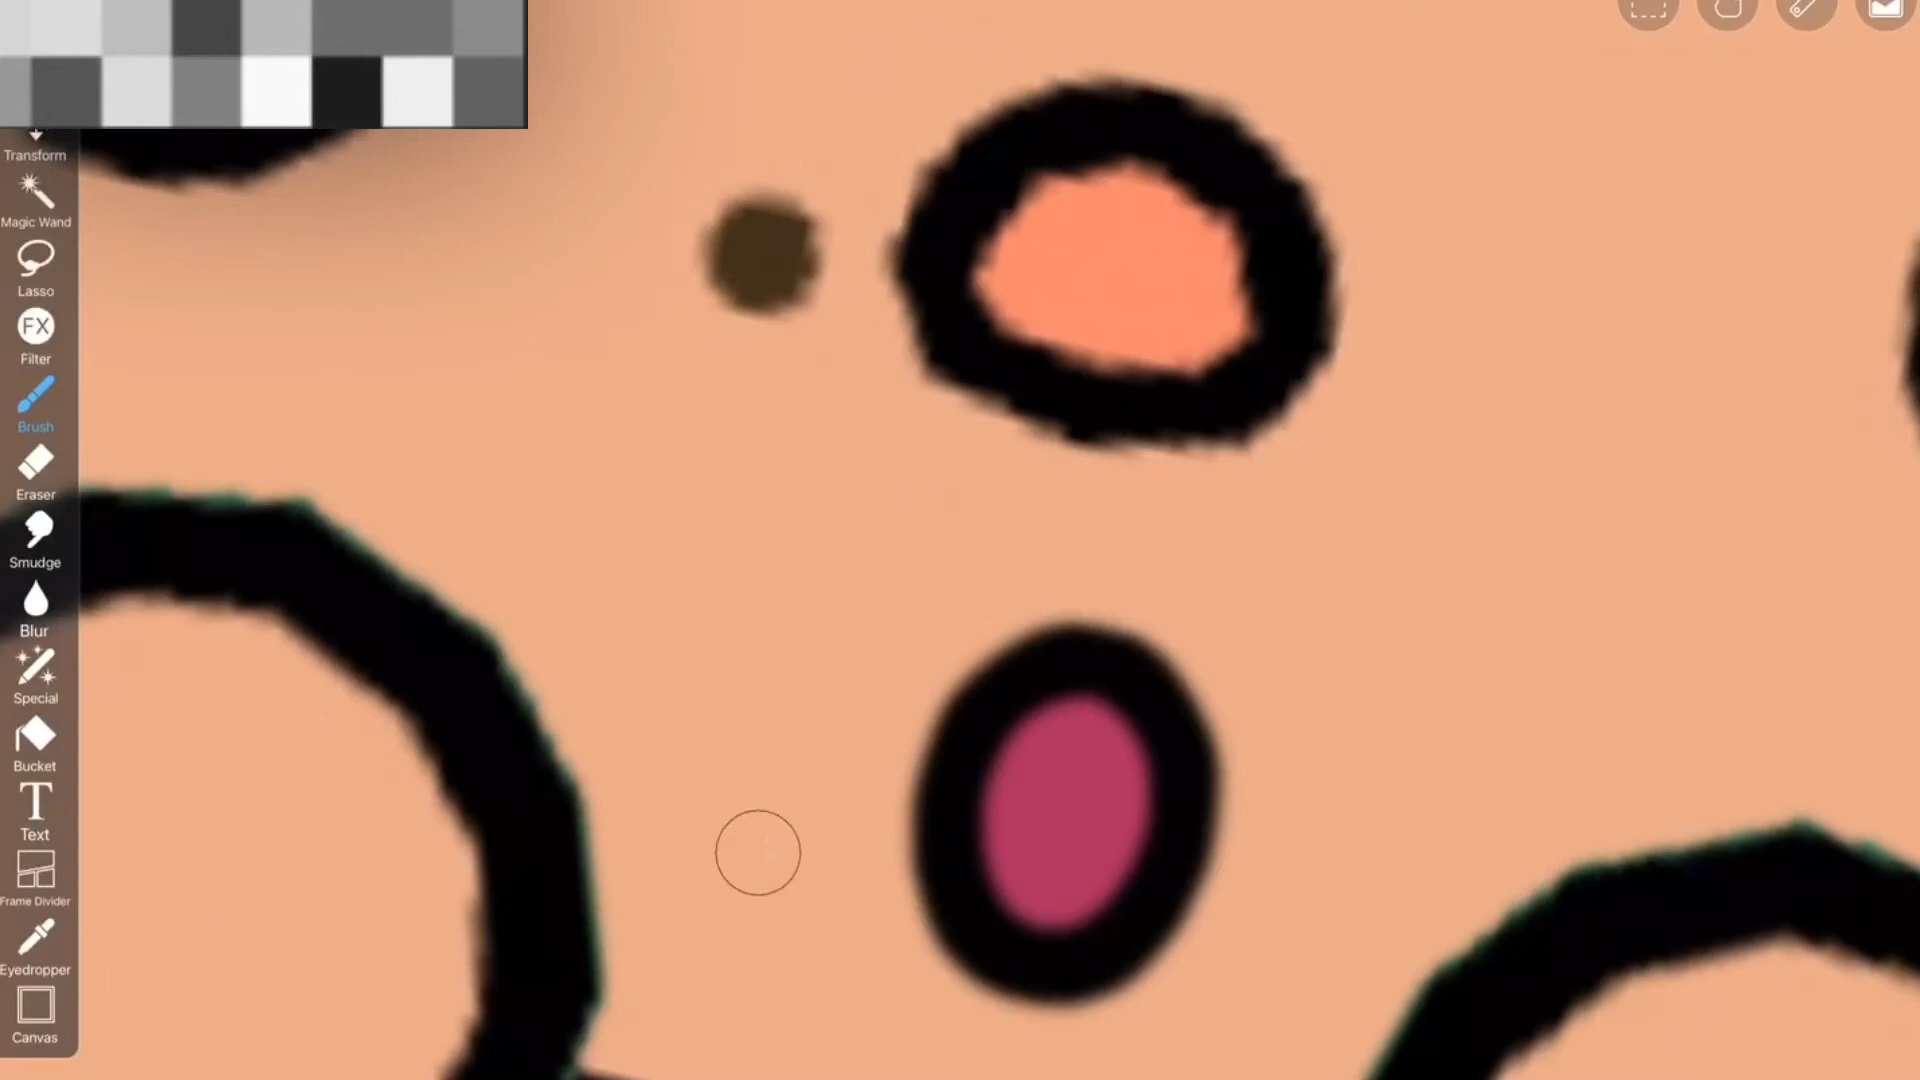 Transform
Magic Wand
Lasso
FX
Filter
Brush
Eraser
Smudge
Blur
Special
Bucket
T
Text
Frame Divider
Eyedropper
Canvas